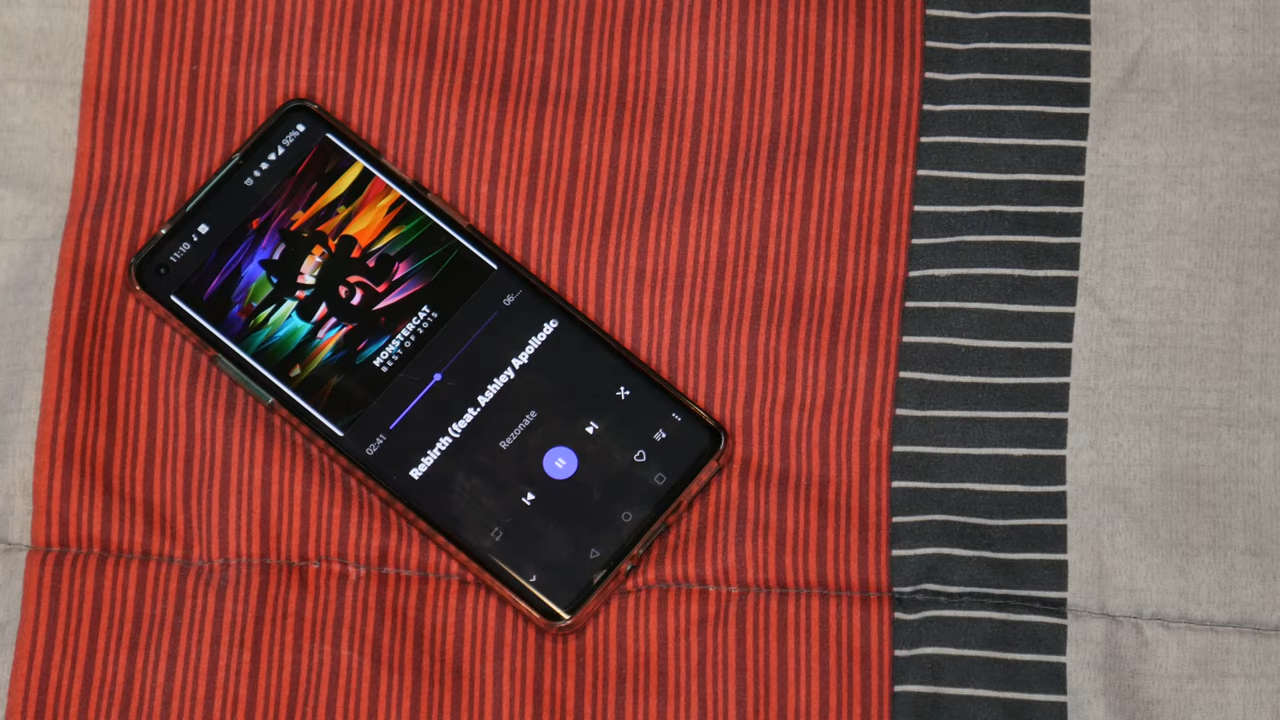 11:10
92%
MONSTERCAT
BEST OF 2015
02:41
06:...
Rebirth (feat. Ashley Apollodo
Rezonate